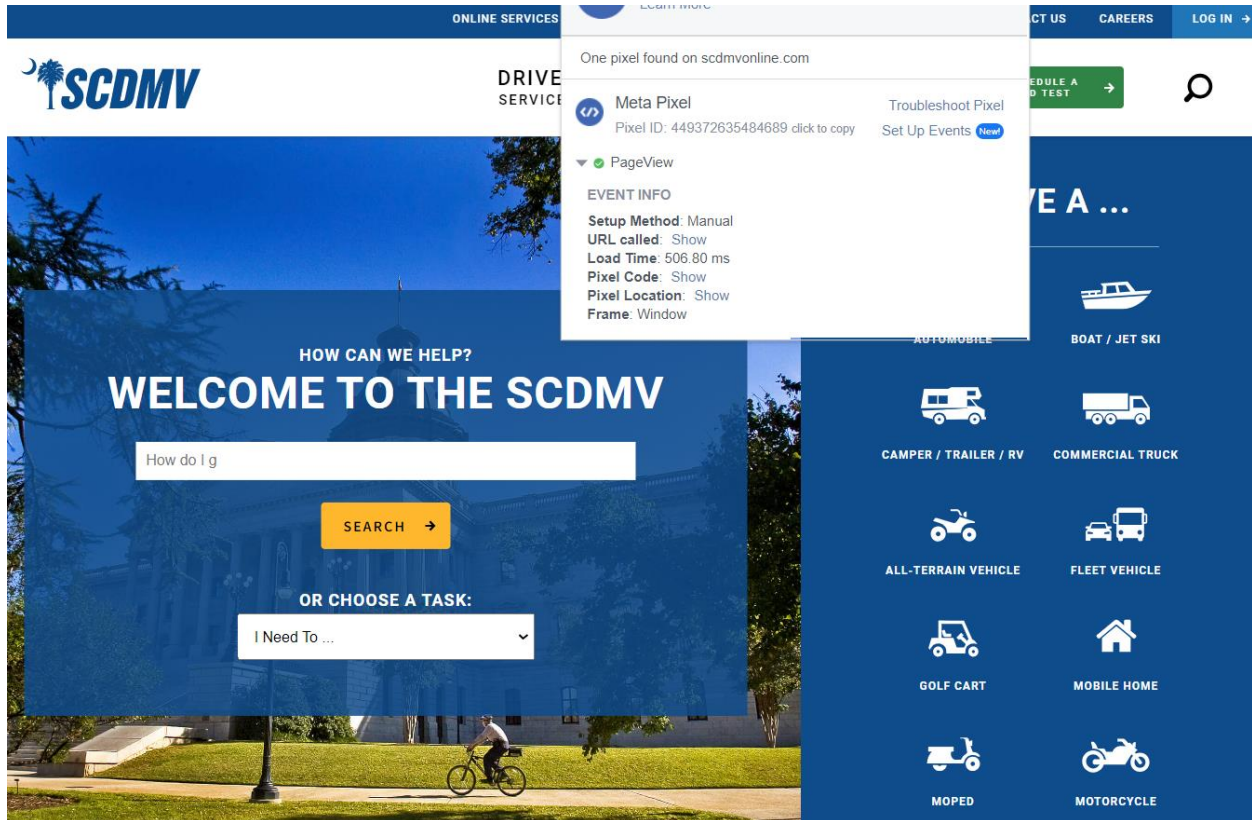 ONLINE SERVICES
CT US
CAREERS
LOG IN →
Learn More
SCDMV
DRIVE
SERVICE
EDULE A
D TEST →
One pixel found on scdmvonline.com
Meta Pixel
Troubleshoot Pixel
Pixel ID: 449372635484689 click to copy
Set Up Events New!
PageView
EVENT INFO
Setup Method: Manual
URL called: Show
Load Time: 506.80 ms
Pixel Code: Show
Pixel Location: Show
Frame: Window
HOW CAN WE HELP?
WELCOME TO THE SCDMV
How do I g
SEARCH →
OR CHOOSE A TASK:
I Need To ...
E A ...
AUTOMOBILE
BOAT / JET SKI
CAMPER / TRAILER / RV
COMMERCIAL TRUCK
ALL-TERRAIN VEHICLE
FLEET VEHICLE
GOLF CART
MOBILE HOME
MOPED
MOTORCYCLE